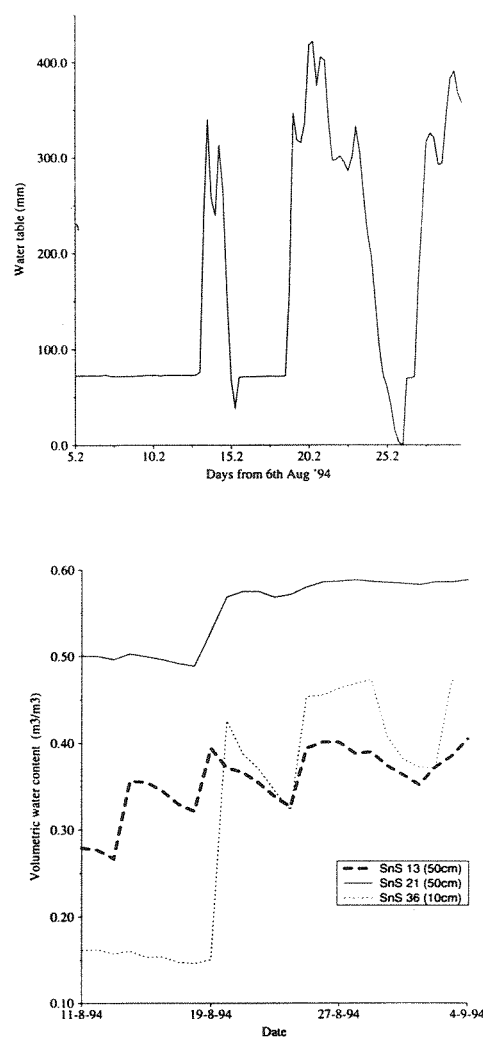 400.0
300.0
200.0
100.0
0.0
Water table (mm)
5.2 10.2 15.2 20.2 25.2
Days from 6th Aug '94
0.60
0.50
0.40
0.30
0.20
0.10
Volumetric water content (m3/m3)
SnS 13 (50cm)
SnS 21 (50cm)
SnS 36 (10cm)
11-8-94 19-8-94 27-8-94 4-9-94
Date